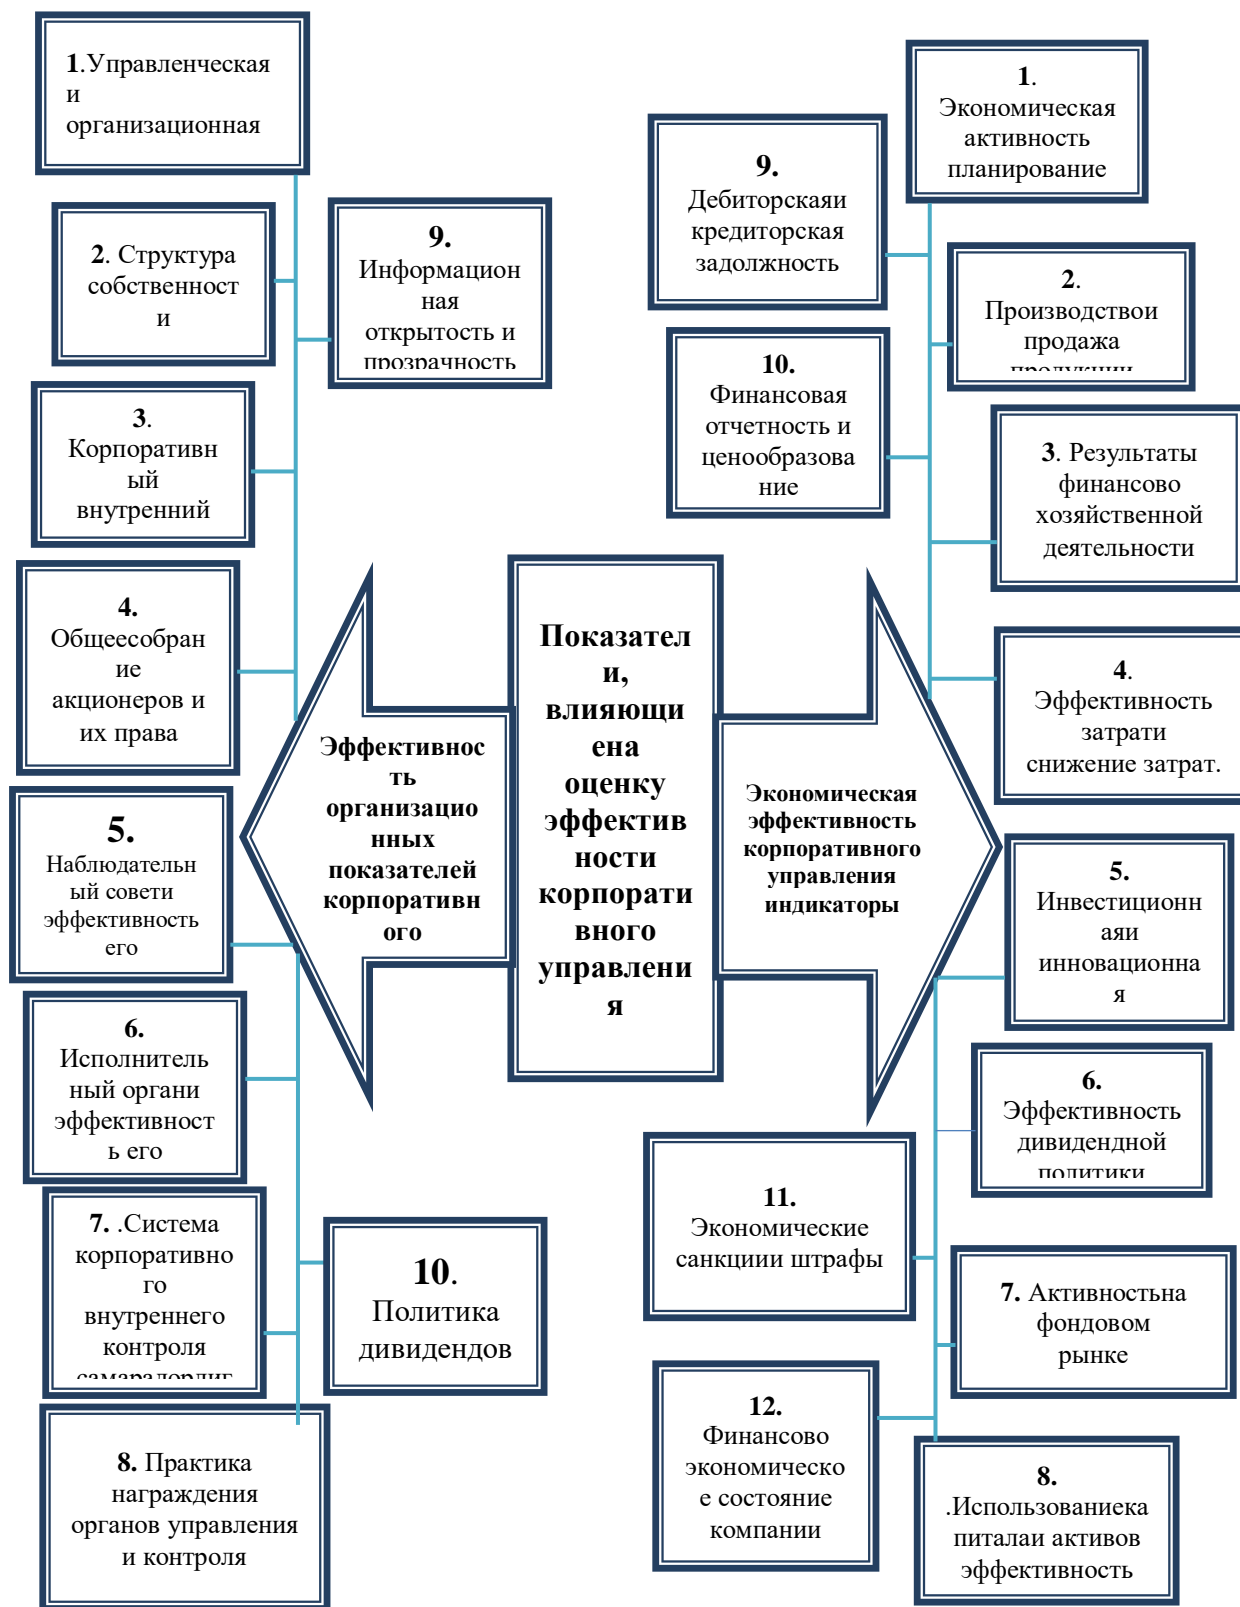 1.Управленческая
и
организационная
2. Структура
собственност
и
3.
Корпоративн
ый
внутренний
4.
Общеесобран
ие
акционеров и
их права
5.
Наблюдательн
ый совети
эффективность
его
6.
Исполнитель
ный органи
эффективност
ь его
7. .Система
корпоративно
го
внутреннего
контроля
самарадорлиг
8. Практика
награждения
органов управления
и контроля
9.
Информацион
ная
открытость и
прозрачность
10.
Политика
дивидендов
Эффективнос
ть
организацио
нных
показателей
корпоративн
ого
Показател
и,
влияющи
ена
оценку
эффектив
ности
корпорати
вного
управлени
я
Экономическая
эффективность
корпоративного
управления
индикаторы
1.
Экономическая
активность
планирование
2.
Производствои
продажа
продукции
3. Результаты
финансово
хозяйственной
деятельности
4.
Эффективность
затрати
снижение затрат.
5.
Инвестиционн
аяи
инновационна
я
6.
Эффективность
дивидендной
политики
7. Активностьна
фондовом
рынке
8.
.Использованиека
питалаи активов
эффективность
9.
Дебиторскаяи
кредиторская
задолжность
10.
Финансовая
отчетность и
ценообразова
ние
11.
Экономические
санкциии штрафы
12.
Финансово
экономическо
е состояние
компании